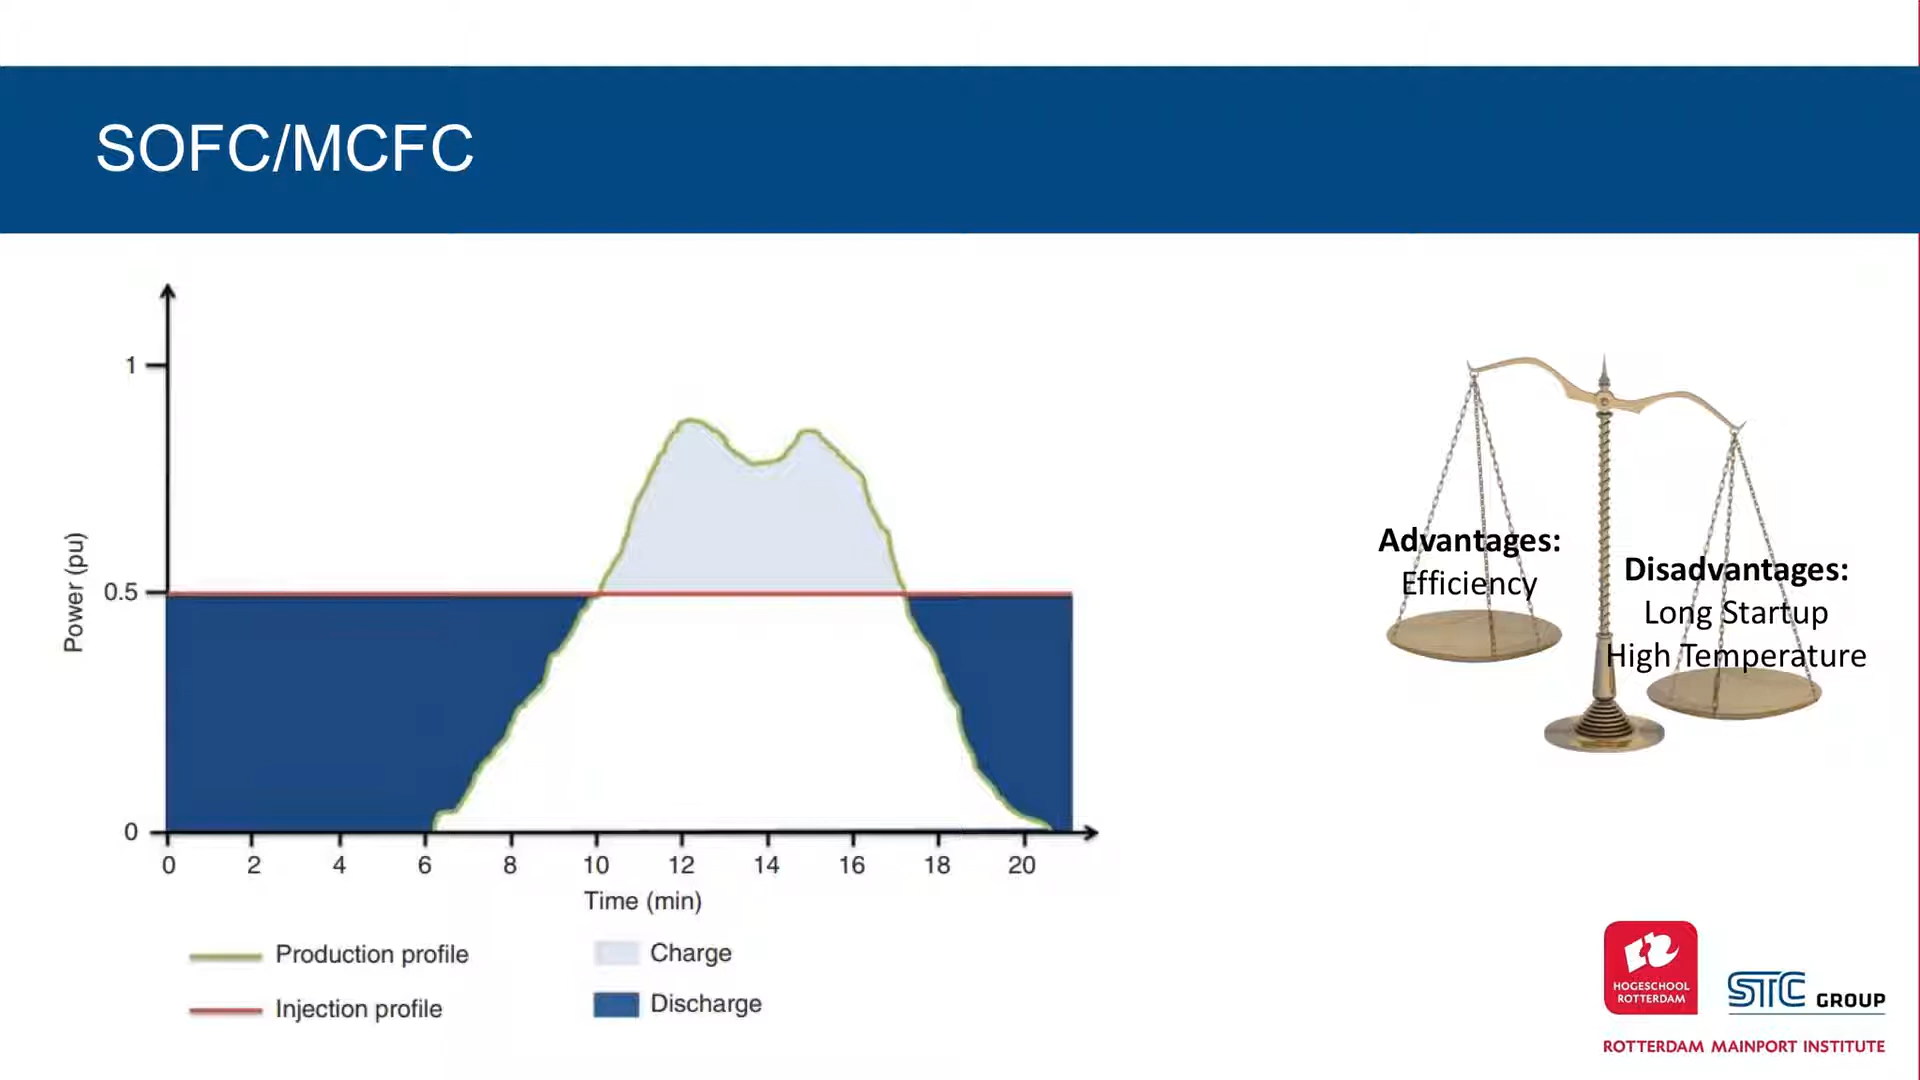 SOFC/MCFC
1
0.5
0
Power (pu)
0 2 4 6 8 10 12 14 16 18 20
Time (min)
Production profile
Injection profile
Charge
Discharge
Advantages:
Efficiency
Disadvantages:
Long Startup
High Temperature
HOGESCHOOL
ROTTERDAM
STC GROUP
ROTTERDAM MAINPORT INSTITUTE